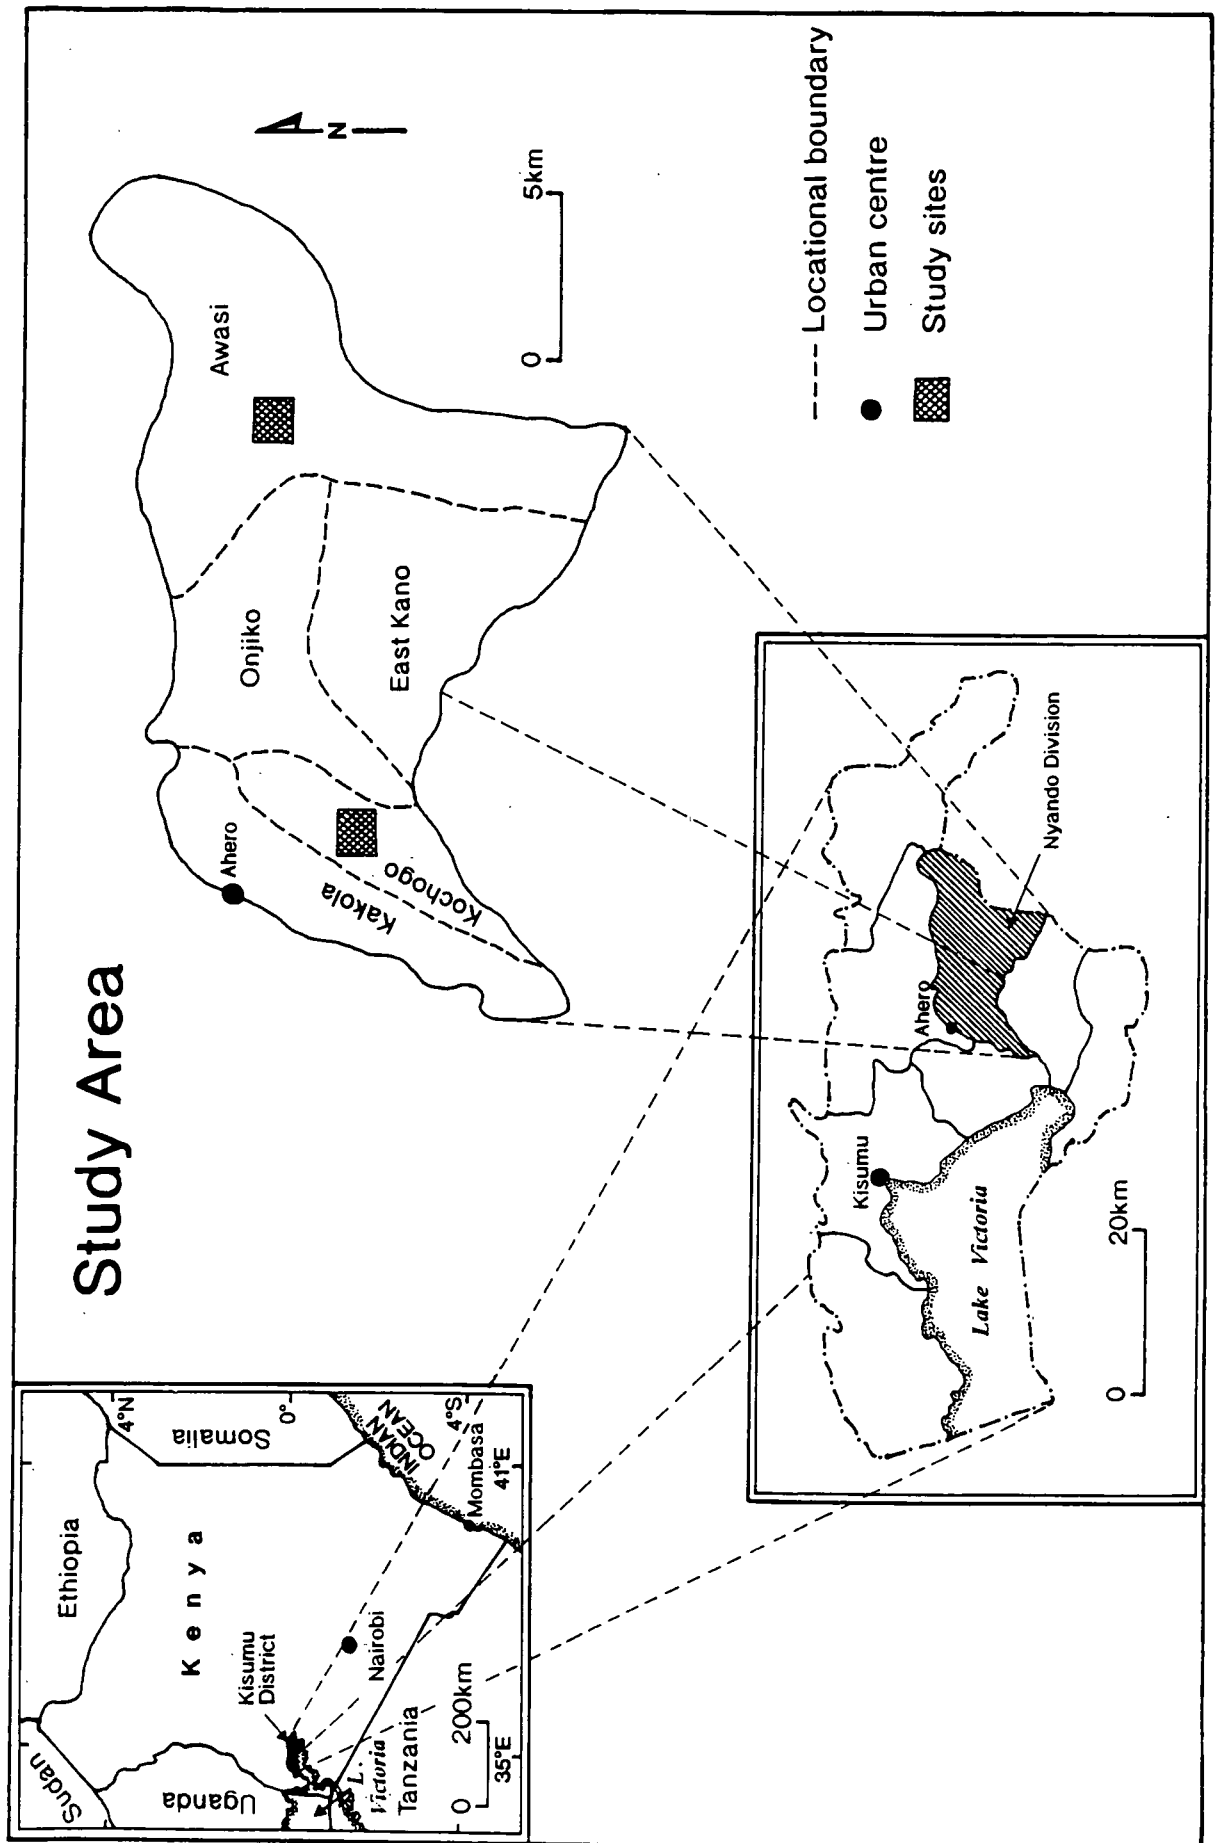 Study Area
Sudan
Ethiopia
Somalia
Uganda
Kenya
Kisumu
District
Nairobi
L.
Victoria
Tanzania
INDIAN
OCEAN
Mombasa
4°N
0°
4°S
0 200km
35°E
41°E
Ahero
Kakola
Kochogo
Onjiko
East Kano
Awasi
N
0 5km
Kisumu
Ahero
Lake Victoria
Nyando Division
0 20km
Locational boundary
Urban centre
Study sites